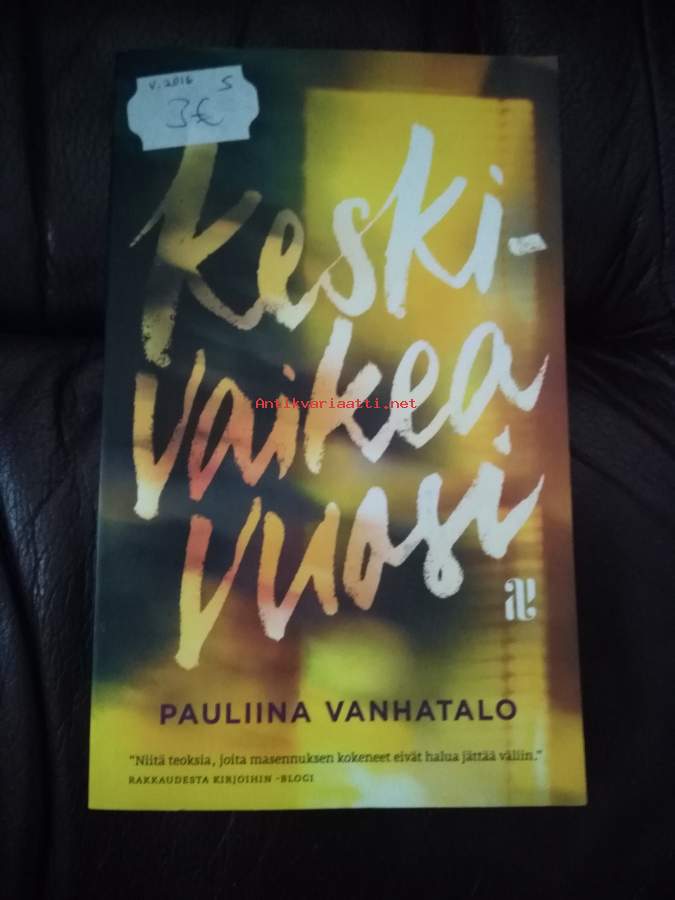 v. 2016 S
3€
Keski-
vaikea
Antikvariaatti.net
vuosi
PAULIINA VANHATALO
"Niitä teoksia, joita masennuksen kokeneet eivät halua jättää väliin."
RAKKAUDESTA KIRJOIHIN -BLOGI